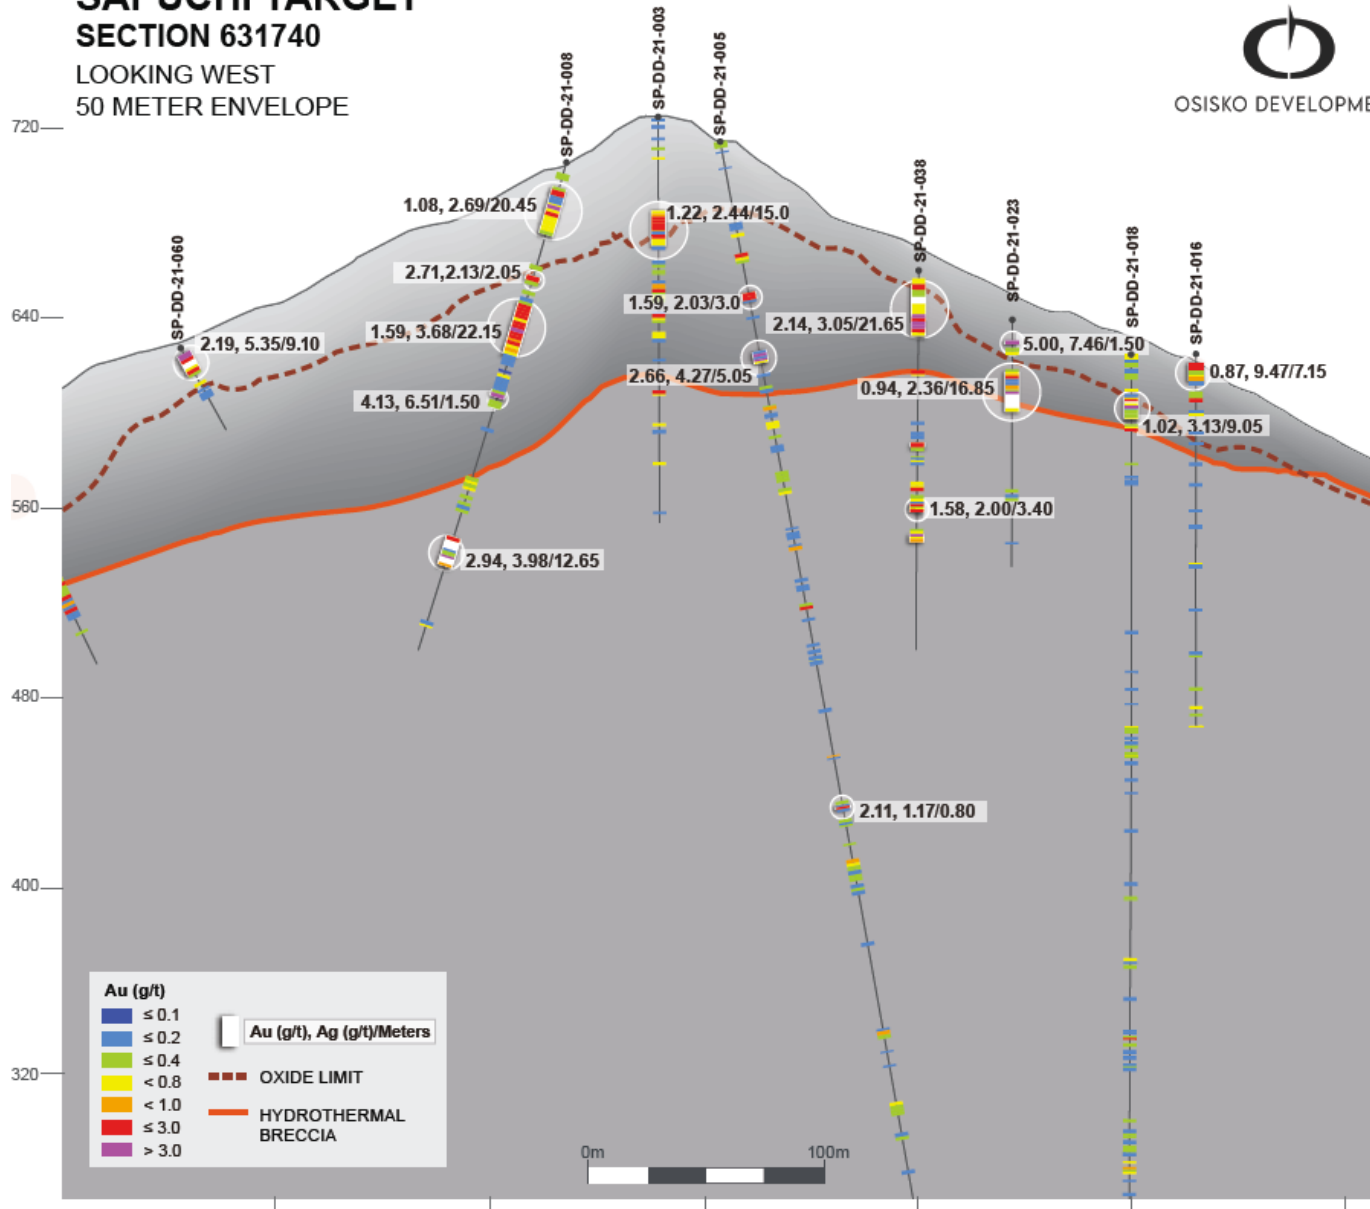 SAPUCHI TARGET
SECTION 631740
LOOKING WEST
50 METER ENVELOPE
OSISKO DEVELOPME
SP-DD-21-060
SP-DD-21-008
SP-DD-21-003
SP-DD-21-005
SP-DD-21-038
SP-DD-21-023
SP-DD-21-018
SP-DD-21-016
720
640
560
480
400
320
1.08, 2.69/20.45
1.22, 2.44/15.0
2.71,2.13/2.05
1.59, 2.03/3.0
2.14, 3.05/21.65
1.59, 3.68/22.15
2.19, 5.35/9.10
5.00, 7.46/1.50
0.87, 9.47/7.15
2.66, 4.27/5.05
0.94, 2.36/16.85
4.13, 6.51/1.50
1.02, 3.13/9.05
1.58, 2.00/3.40
2.94, 3.98/12.65
2.11, 1.17/0.80
Au (g/t)
≤ 0.1
≤ 0.2
≤ 0.4
< 0.8
< 1.0
≤ 3.0
> 3.0
Au (g/t), Ag (g/t)/Meters
OXIDE LIMIT
HYDROTHERMAL
BRECCIA
0m
100m